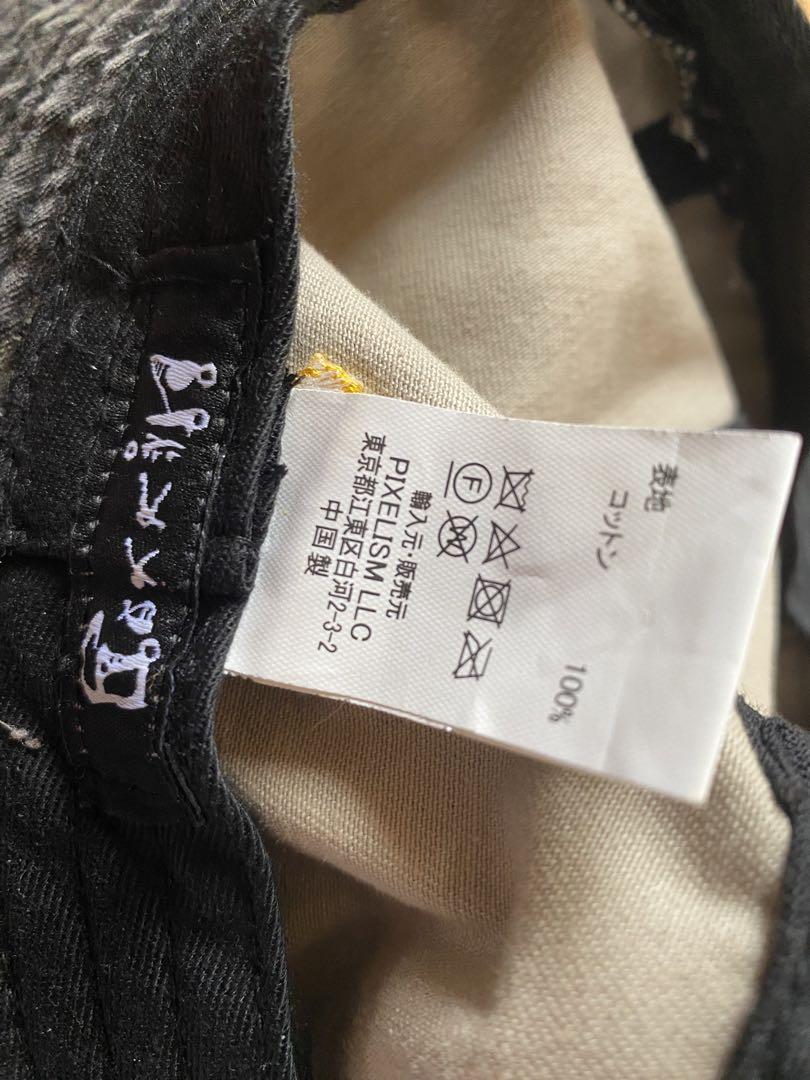 表地
コットン 100%
F
輸入元・販売元
PIXELISM LLC
東京都江東区白河2-3-2
中国製